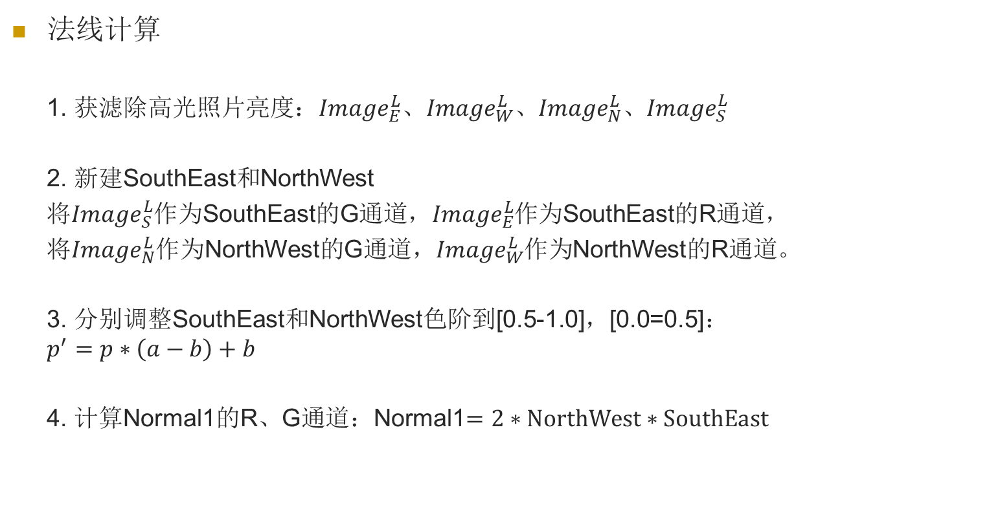 法线计算
1. 获滤除高光照片亮度：$Image_E^L$、$Image_W^L$、$Image_N^L$、$Image_S^L$
2. 新建SouthEast和NorthWest
将$Image_S^L$作为SouthEast的G通道，$Image_E^L$作为SouthEast的R通道，
将$Image_N^L$作为NorthWest的G通道，$Image_W^L$作为NorthWest的R通道。
3. 分别调整SouthEast和NorthWest色阶到[0.5-1.0]，[0.0=0.5]：
$p' = p * (a - b) + b$
4. 计算Normal1的R、G通道：Normal1= 2 ∗ NorthWest ∗ SouthEast